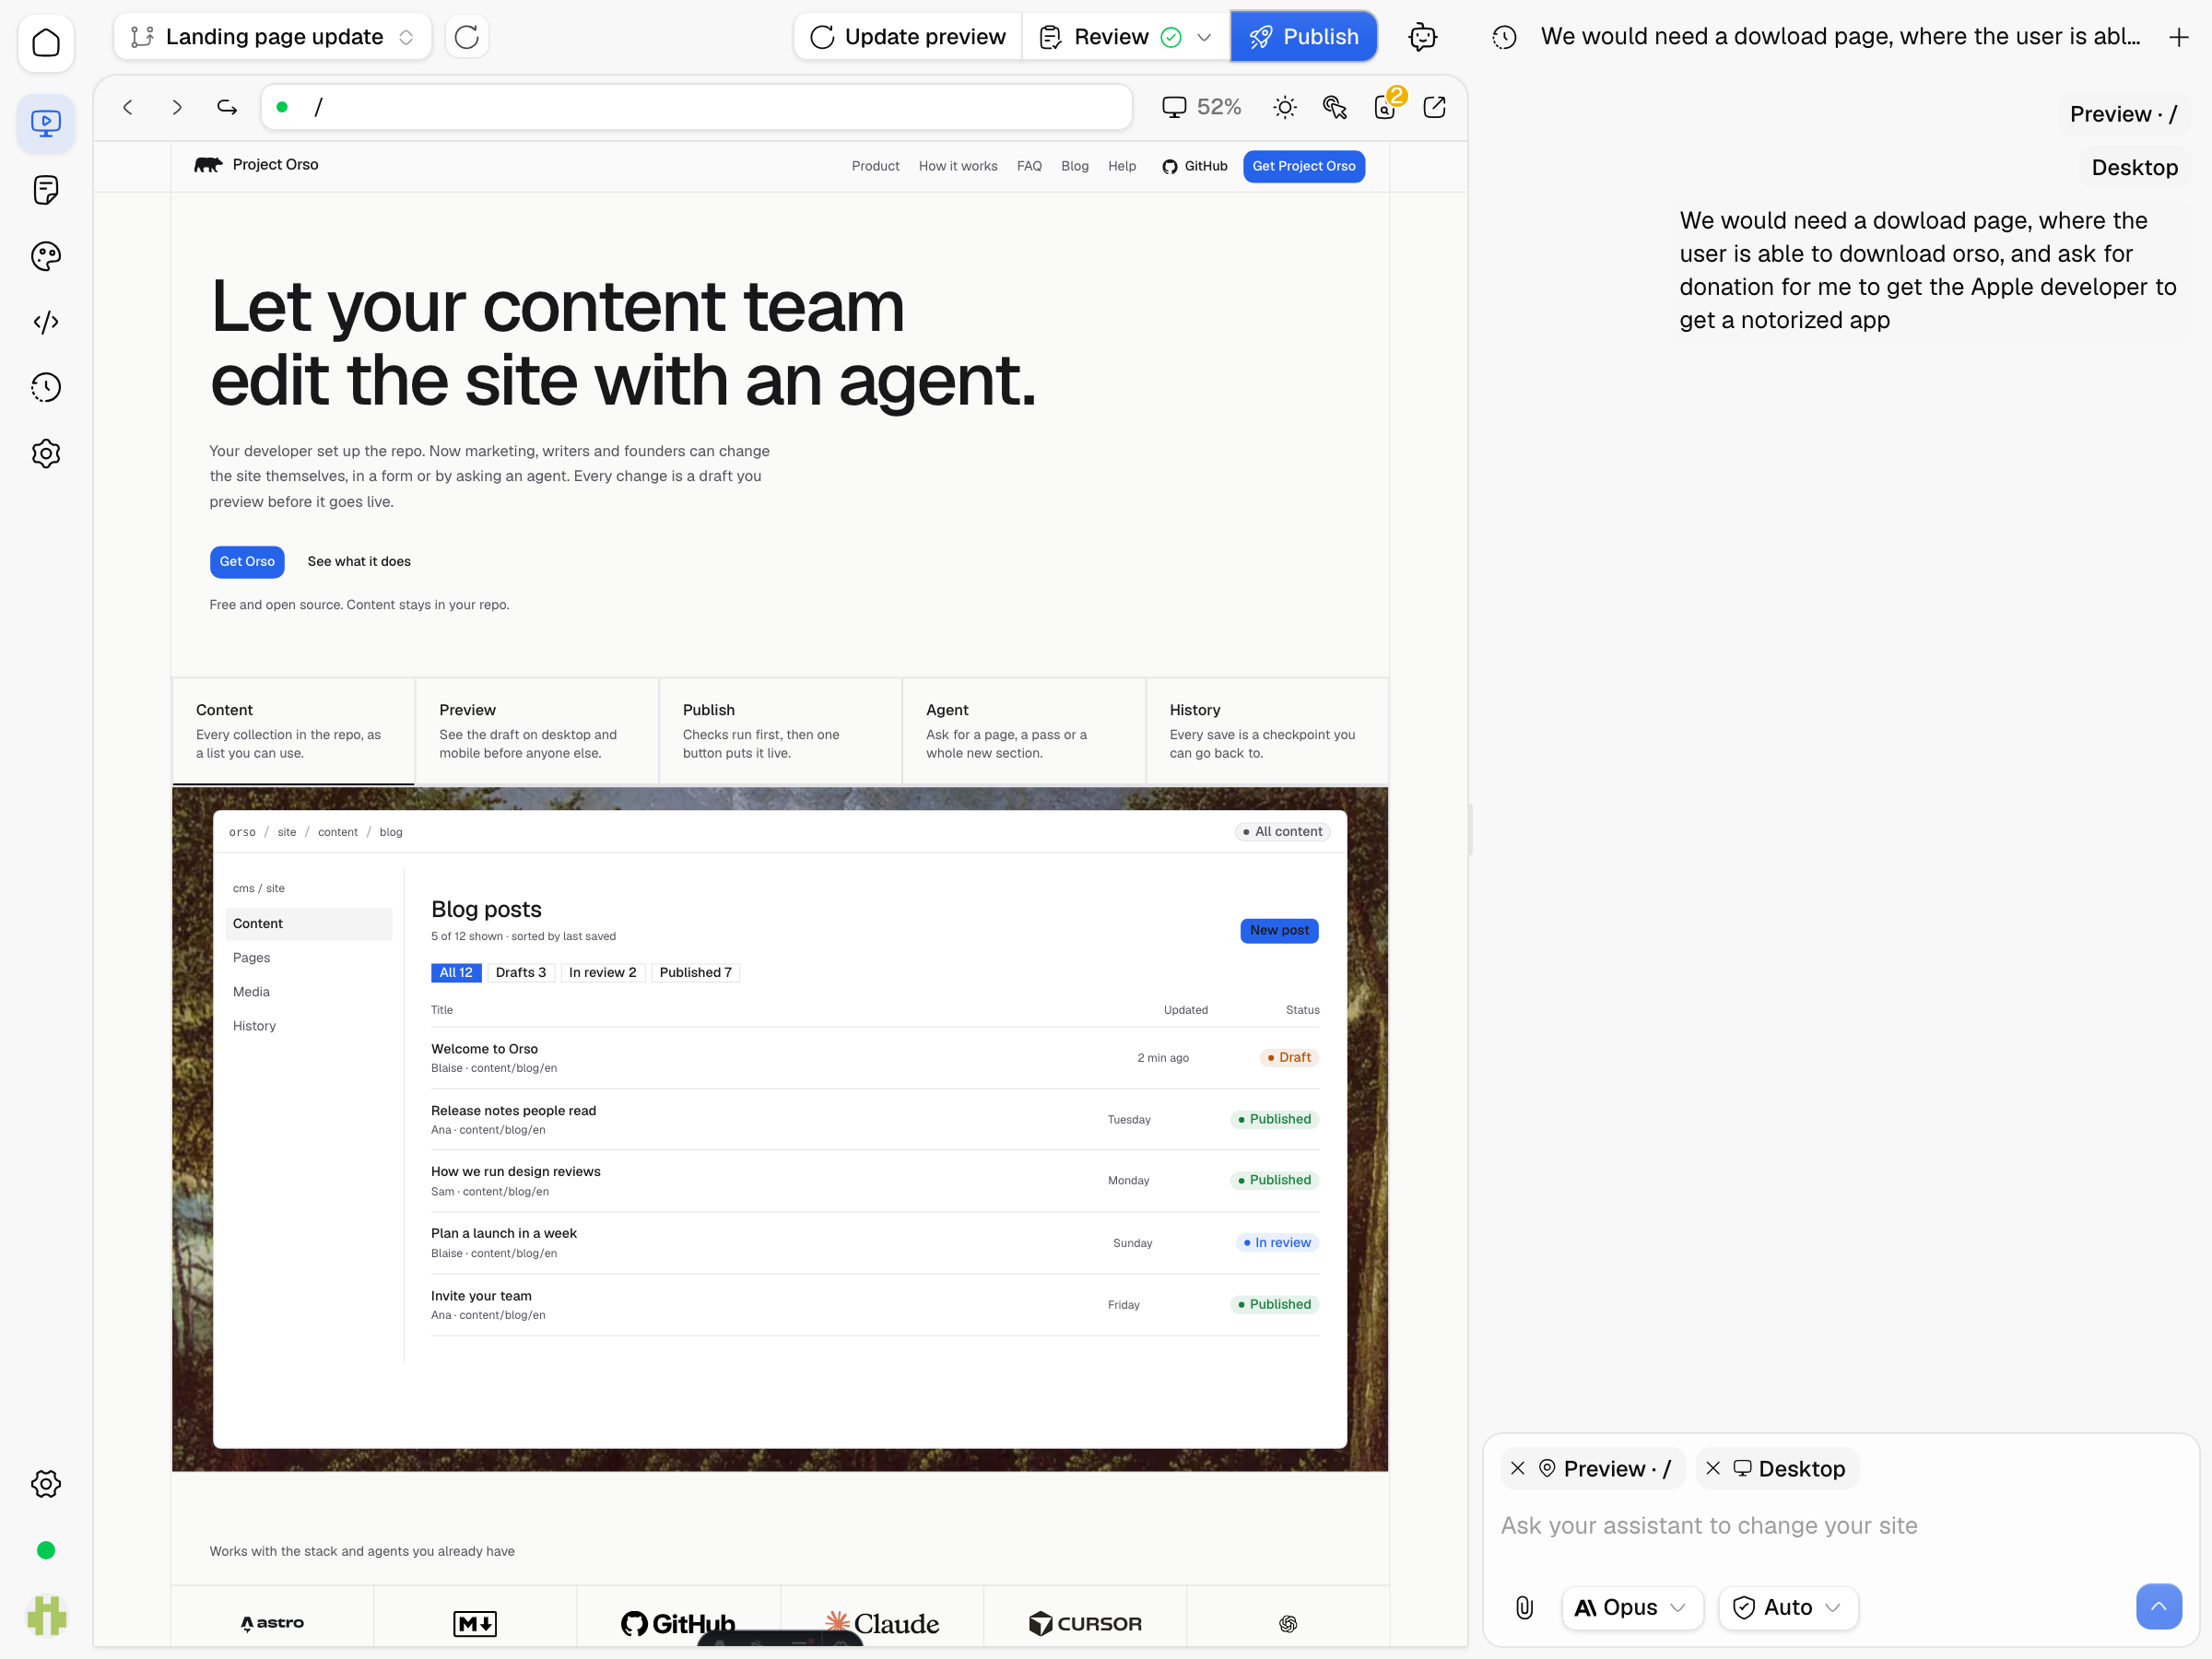 Landing page update
Update preview
Review
Publish
We would need a dowload page, where the user is abl...
/
52%
2
Project Orso
Product
How it works
FAQ
Blog
Help
GitHub
Get Project Orso
Let your content team
edit the site with an agent.
Your developer set up the repo. Now marketing, writers and founders can change
the site themselves, in a form or by asking an agent. Every change is a draft you
preview before it goes live.
Get Orso
See what it does
Free and open source. Content stays in your repo.
Content
Every collection in the repo, as
a list you can use.
Preview
See the draft on desktop and
mobile before anyone else.
Publish
Checks run first, then one
button puts it live.
Agent
Ask for a page, a pass or a
whole new section.
History
Every save is a checkpoint you
can go back to.
orso / site / content / blog
All content
cms / site
Content
Pages
Media
History
Blog posts
5 of 12 shown · sorted by last saved
New post
All 12
Drafts 3
In review 2
Published 7
Title
Updated
Status
Welcome to Orso
Blaise · content/blog/en
2 min ago
Draft
Release notes people read
Ana · content/blog/en
Tuesday
Published
How we run design reviews
Sam · content/blog/en
Monday
Published
Plan a launch in a week
Blaise · content/blog/en
Sunday
In review
Invite your team
Ana · content/blog/en
Friday
Published
Works with the stack and agents you already have
astro
M
GitHub
Claude
CURSOR
Preview · /
Desktop
We would need a dowload page, where the
user is able to download orso, and ask for
donation for me to get the Apple developer to
get a notorized app
Preview · /
Desktop
Ask your assistant to change your site
Opus
Auto